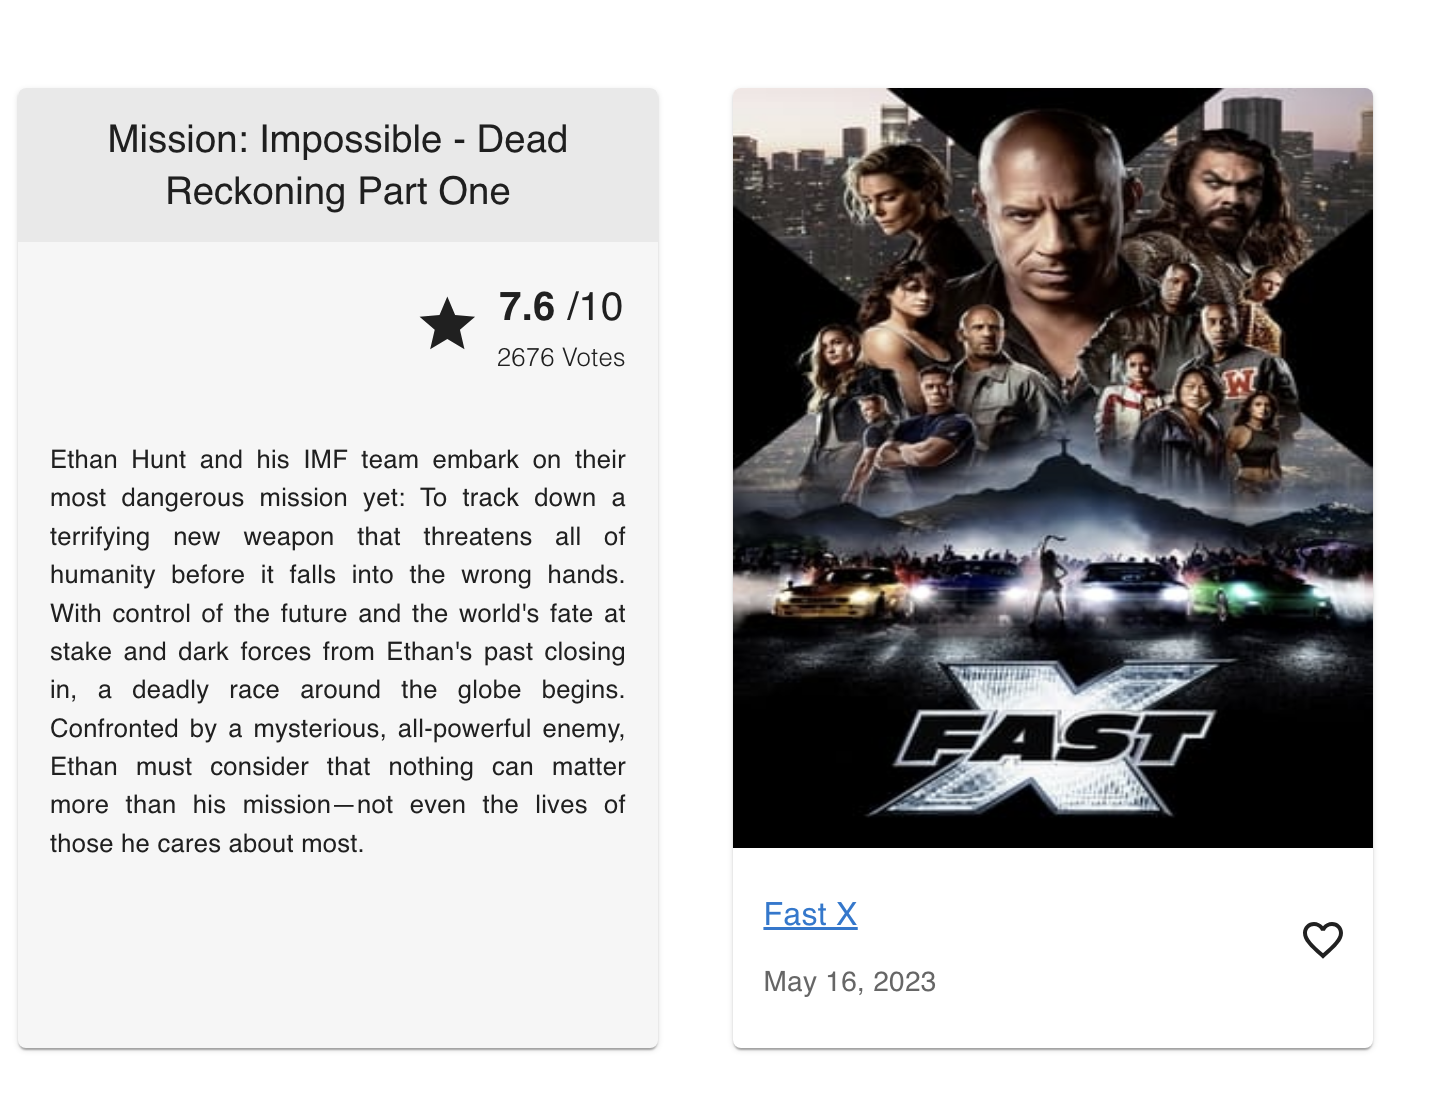 Mission: Impossible - Dead
Reckoning Part One
7.6 /10
2676 Votes
Ethan Hunt and his IMF team embark on their
most dangerous mission yet: To track down a
terrifying new weapon that threatens all of
humanity before it falls into the wrong hands.
With control of the future and the world's fate at
stake and dark forces from Ethan's past closing
in, a deadly race around the globe begins.
Confronted by a mysterious, all-powerful enemy,
Ethan must consider that nothing can matter
more than his mission—not even the lives of
those he cares about most.
W
FAST
X
Fast X
May 16, 2023